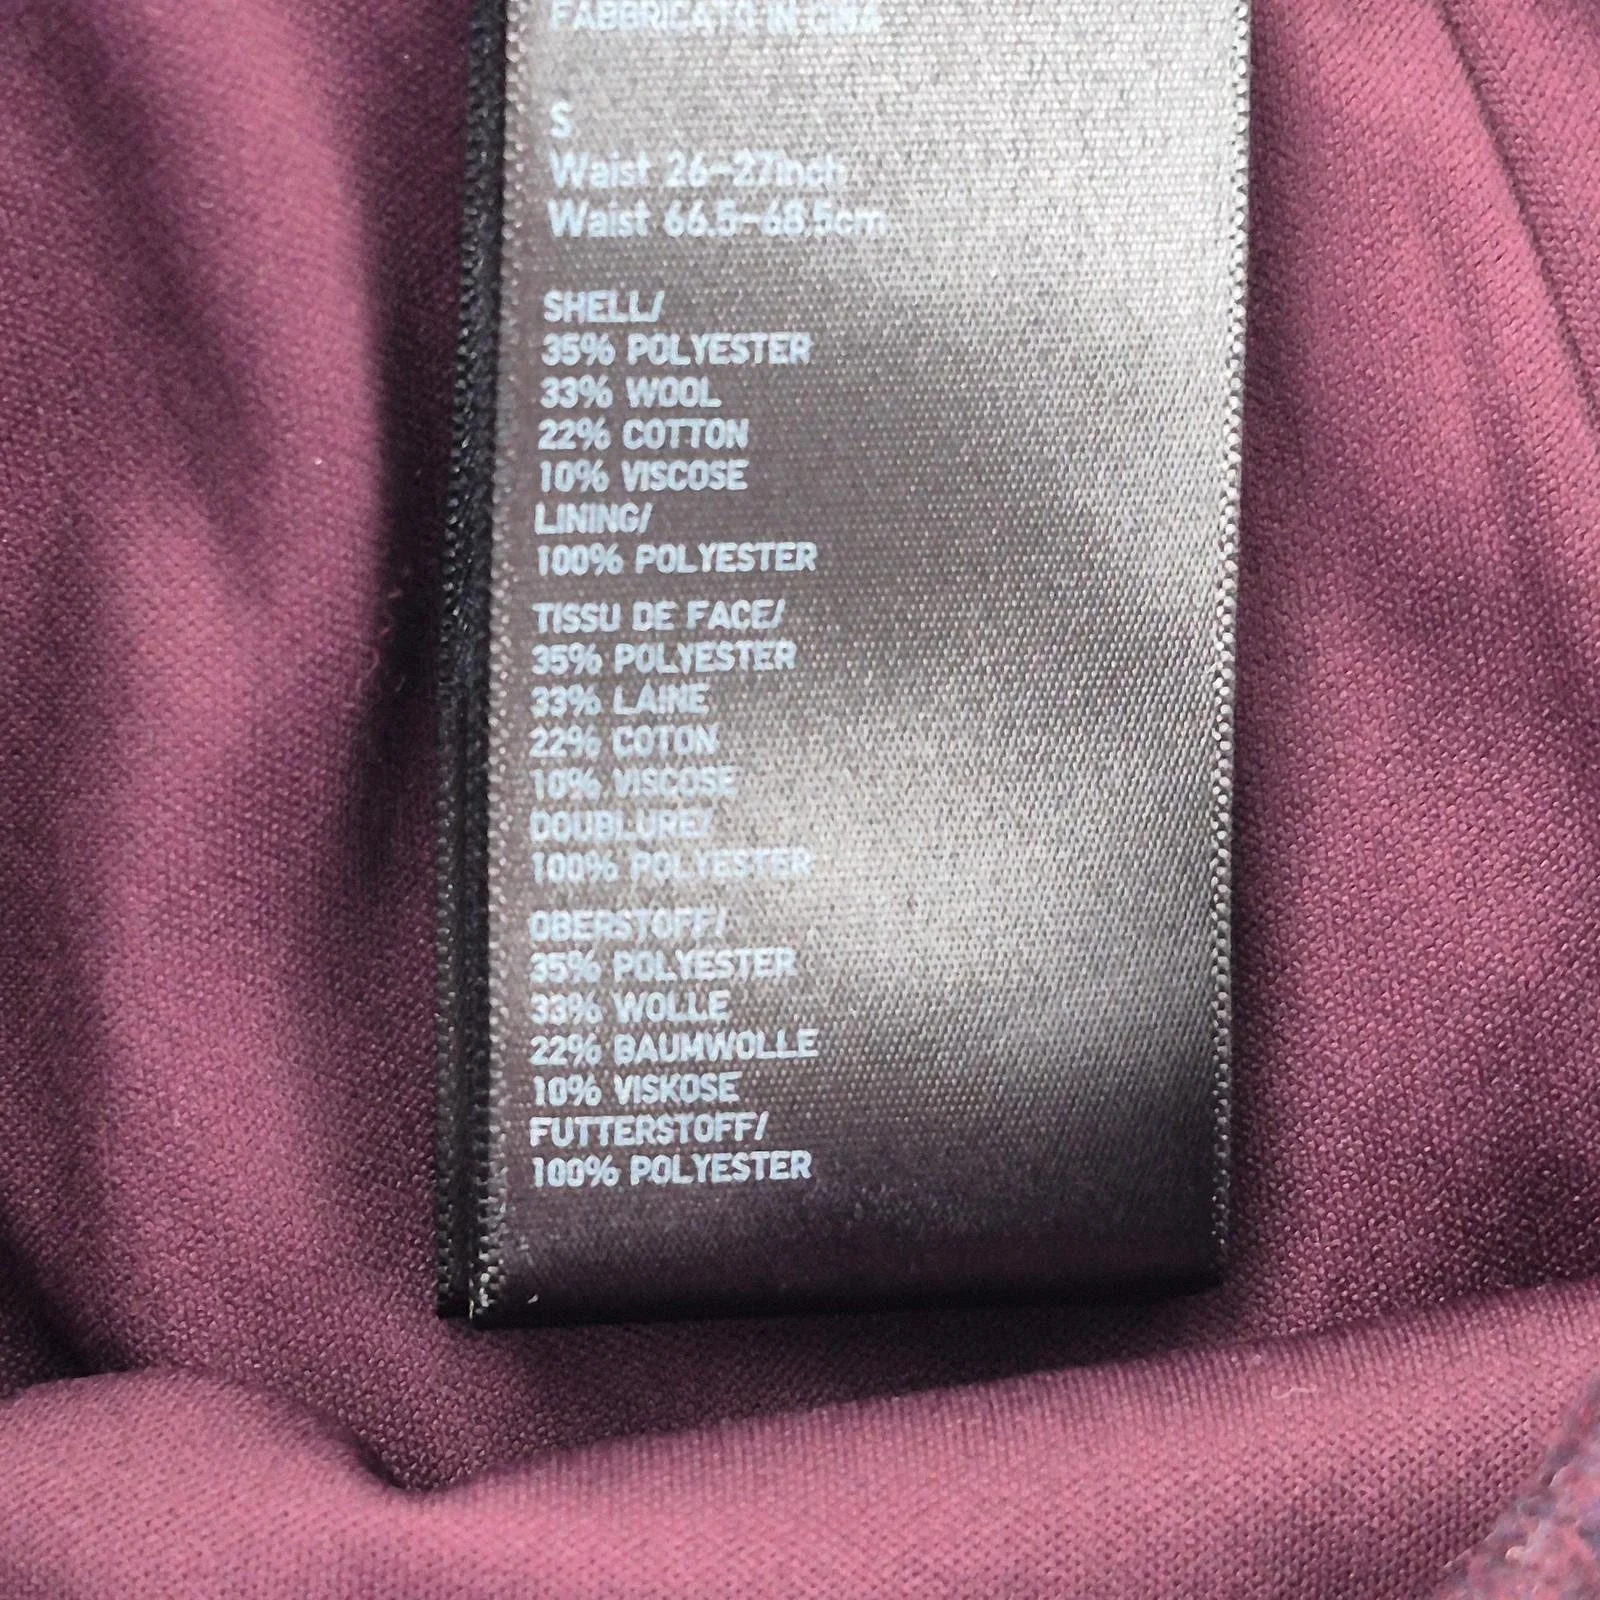 FABBRICATO IN CINA
S
Waist 26-27inch
Waist 66.5-68.5cm
SHELL/
35% POLYESTER
33% WOOL
22% COTTON
10% VISCOSE
LINING/
100% POLYESTER
TISSU DE FACE/
35% POLYESTER
33% LAINE
22% COTON
10% VISCOSE
DOUBLURE/
100% POLYESTER
OBERSTOFF/
35% POLYESTER
33% WOLLE
22% BAUMWOLLE
10% VISKOSE
FUTTERSTOFF/
100% POLYESTER